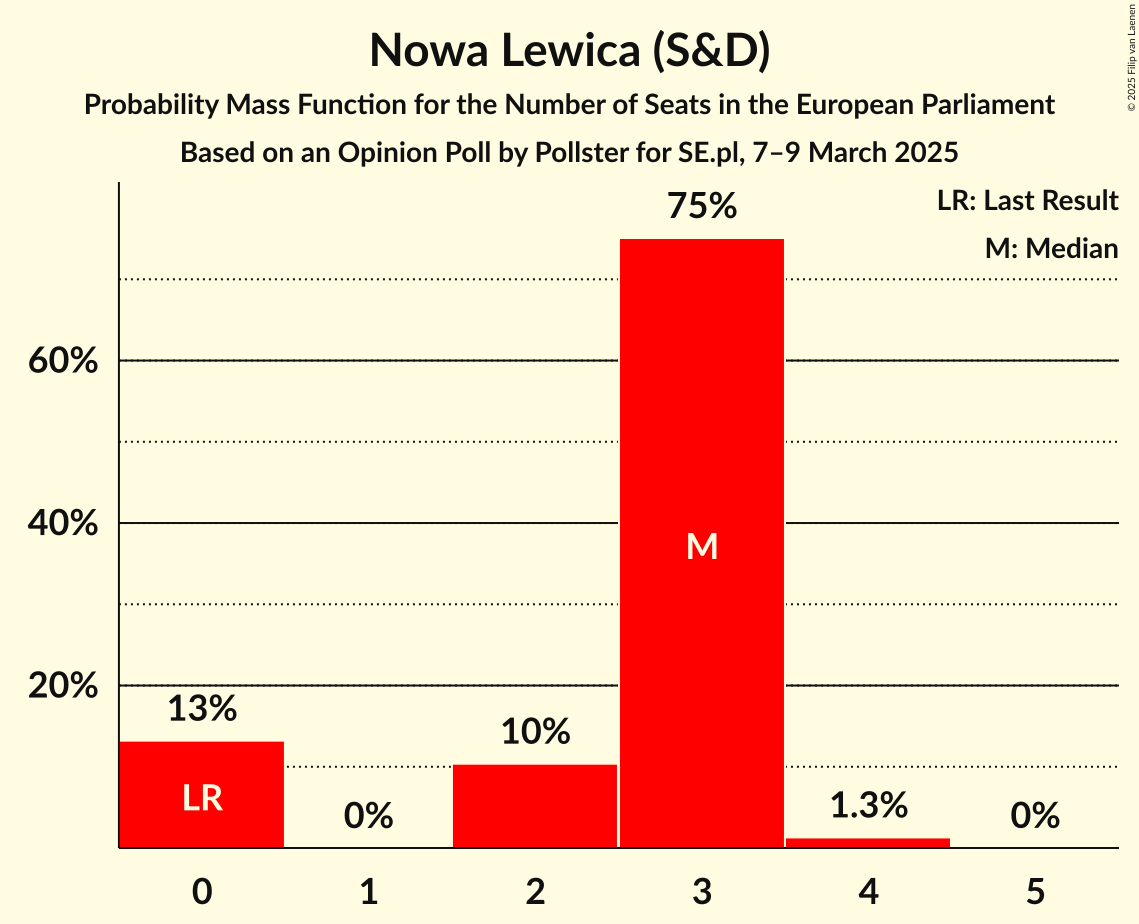 Nowa Lewica (S&D)
Probability Mass Function for the Number of Seats in the European Parliament
Based on an Opinion Poll by Pollster for SE.pl, 7–9 March 2025
© 2025 Filip van Laenen
LR: Last Result
M: Median
75%
60%
40%
20%
13%
0%
10%
1.3%
0%
LR
M
0 1 2 3 4 5